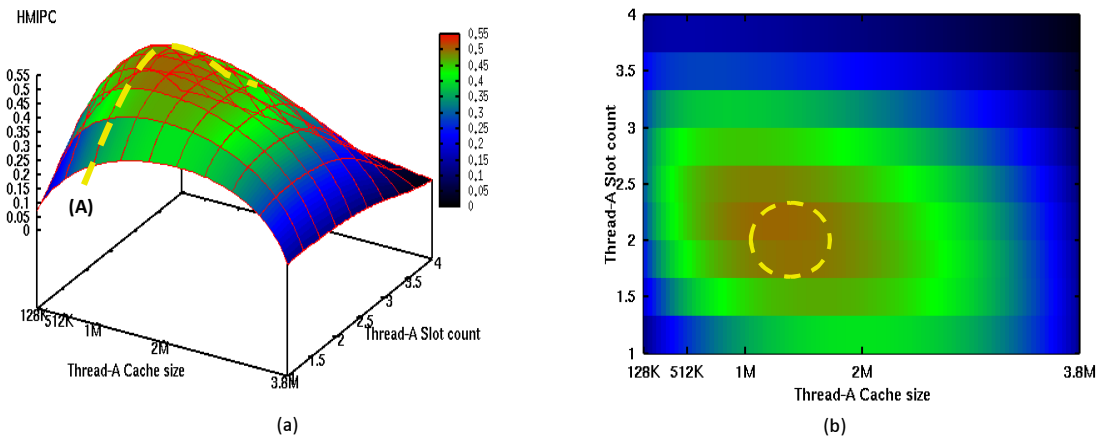 HMIPC
0.55
0.5
0.45
0.4
0.35
0.3
0.25
0.2
0.15
0.1
0.05
0
(A)
128K
512K
1M
2M
3.8M
Thread-A Cache size
1
1.5
2
2.5
3
3.5
4
Thread-A Slot count
0.55
0.5
0.45
0.4
0.35
0.3
0.25
0.2
0.15
0.1
0.05
0
(a)
4
3.5
3
2.5
2
1.5
1
Thread-A Slot count
128K
512K
1M
2M
3.8M
Thread-A Cache size
(b)